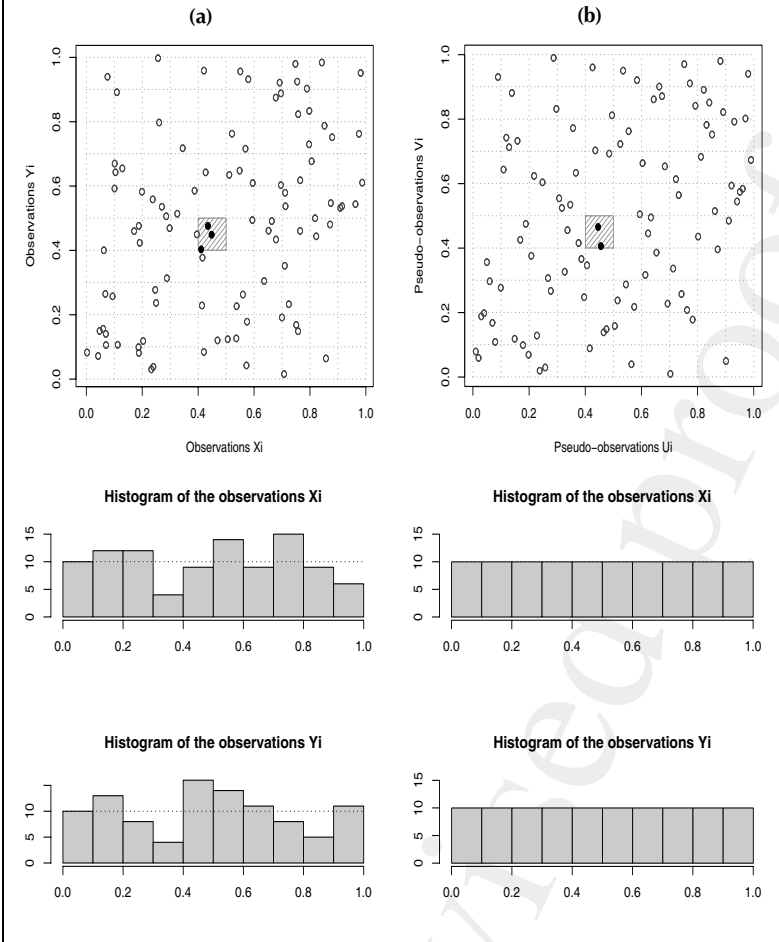 (a) (b)
Observations Yi
1.0
0.8
0.6
0.4
0.2
0.0
0.0 0.2 0.4 0.6 0.8 1.0
Observations Xi
Pseudo-observations Vi
1.0
0.8
0.6
0.4
0.2
0.0
0.0 0.2 0.4 0.6 0.8 1.0
Pseudo-observations Ui
Histogram of the observations Xi
15
10
5
0
0.0 0.2 0.4 0.6 0.8 1.0
Histogram of the observations Xi
15
10
5
0
0.0 0.2 0.4 0.6 0.8 1.0
Histogram of the observations Yi
10
5
0
0.0 0.2 0.4 0.6 0.8 1.0
Histogram of the observations Yi
15
10
5
0
0.0 0.2 0.4 0.6 0.8 1.0
vised proof